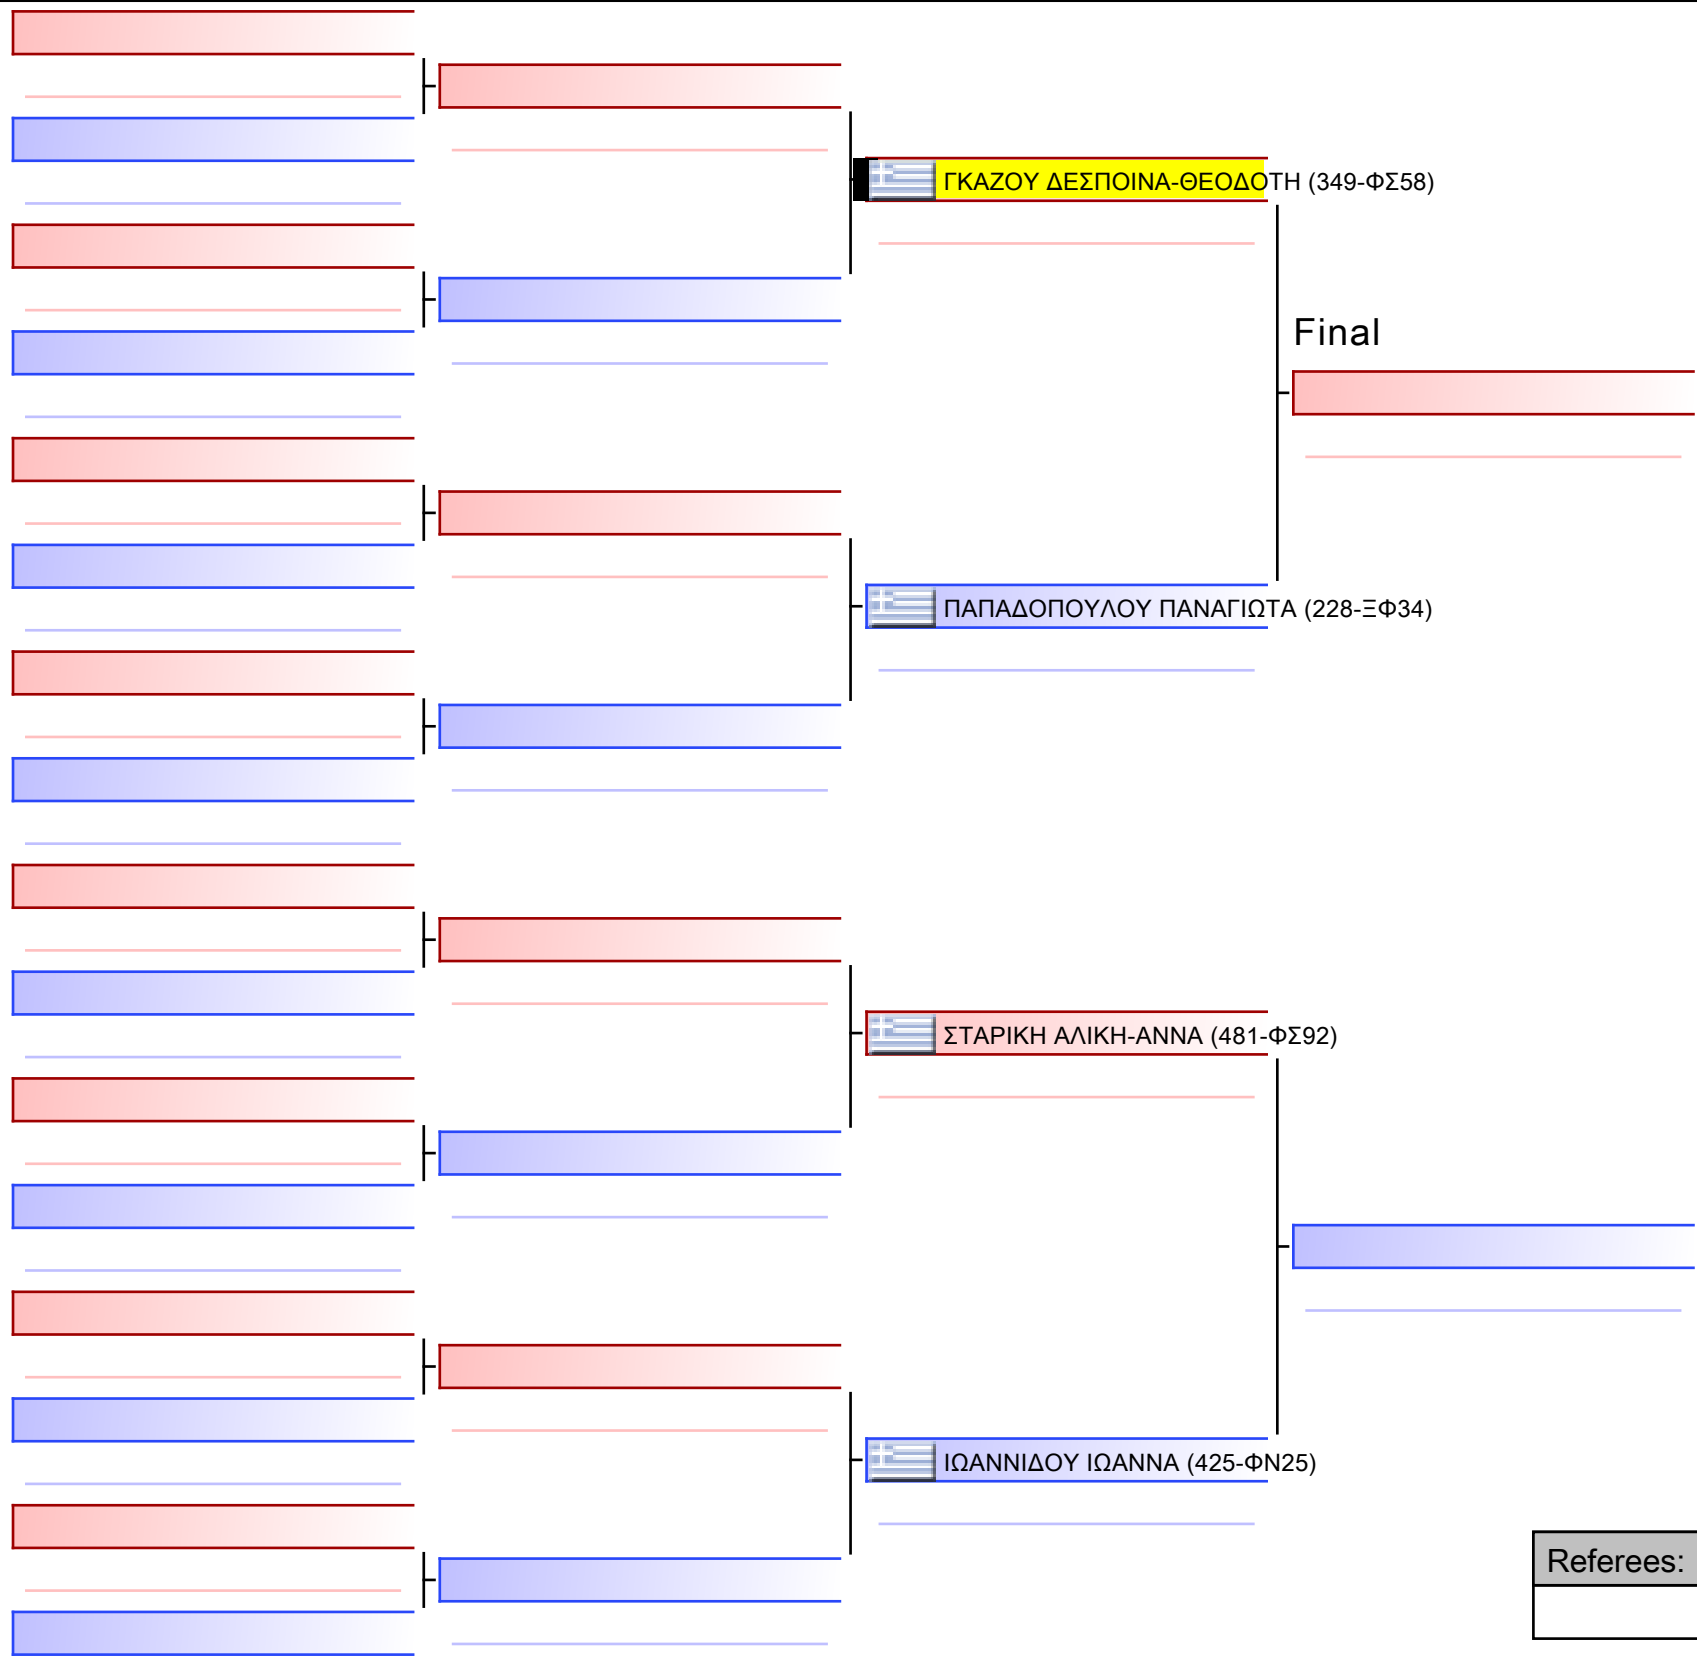 ΓΚΑΖΟΥ ΔΕΣΠΟΙΝΑ-ΘΕΟΔΟΤΗ (349-ΦΣ58)
Final
ΠΑΠΑΔΟΠΟΥΛΟΥ ΠΑΝΑΓΙΩΤΑ (228-ΞΦ34)
ΣΤΑΡΙΚΗ ΑΛΙΚΗ-ΑΝΝΑ (481-ΦΣ92)
ΙΩΑΝΝΙΔΟΥ ΙΩΑΝΝΑ (425-ΦΝ25)
Referees: